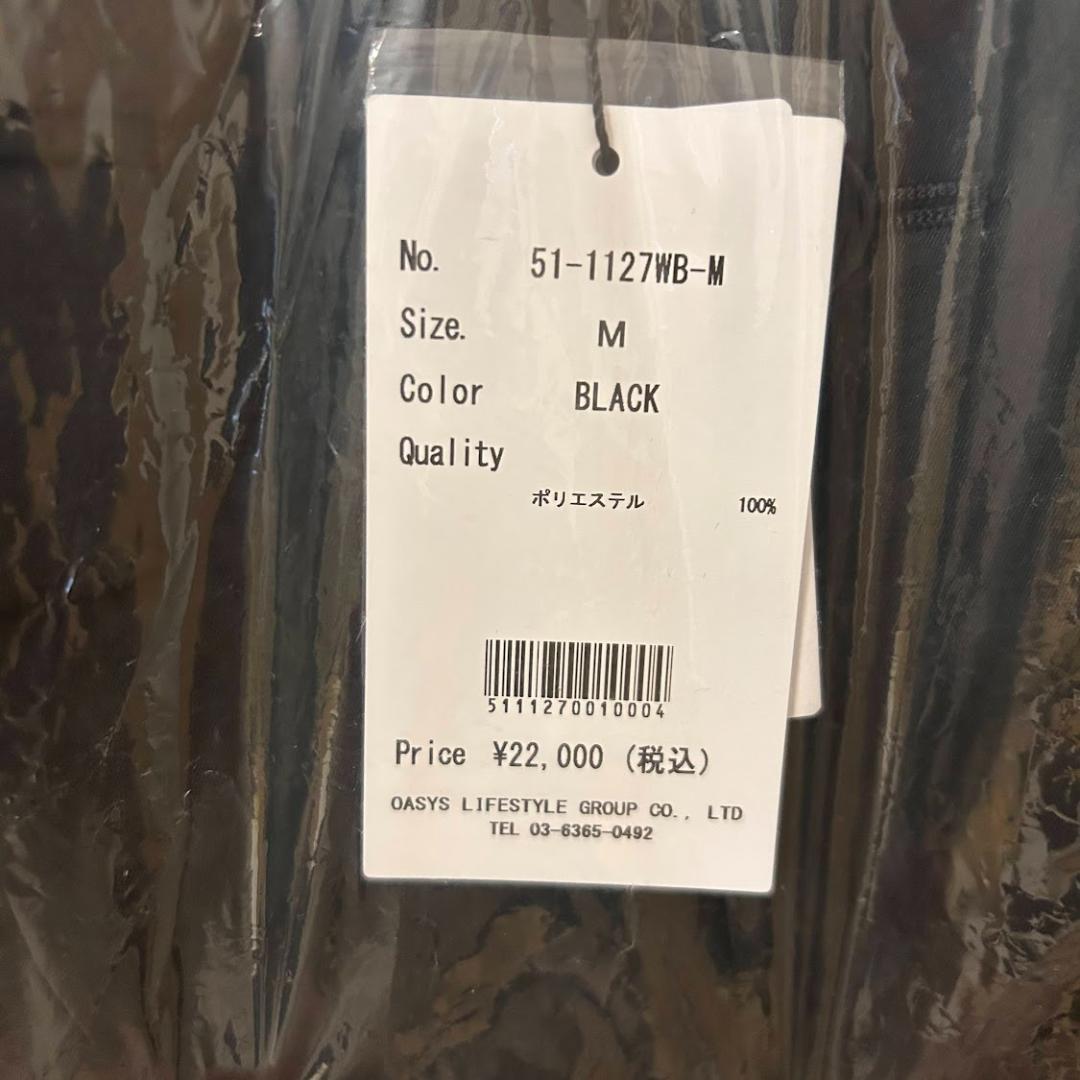 No. 51-1127WB-M
Size. M
Color BLACK
Quality
ポリエステル 100%
5111270010004
Price ¥22,000 (税込)
OASYS LIFESTYLE GROUP CO., LTD
TEL 03-6365-0492